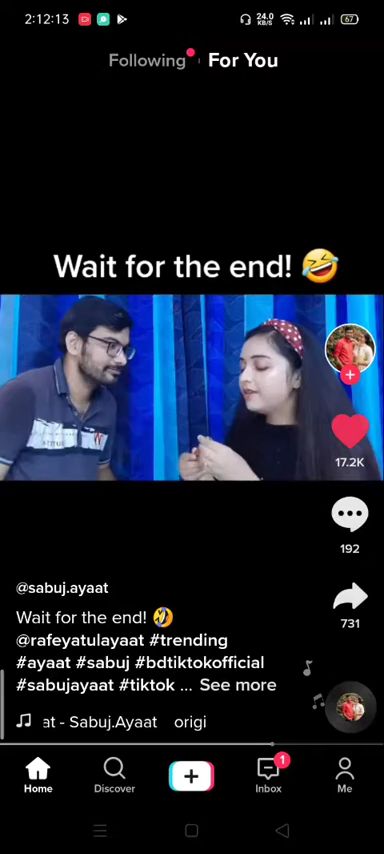 2:12:13
24.0
KB/S
67
Following For You
Wait for the end! 🤣
17.2K
192
@sabuj.ayaat
Wait for the end! 🤣
731
@rafeyatulayaat #trending
#ayaat #sabuj #bdtiktokofficial
#sabujayaat #tiktok ... See more
at - Sabuj.Ayaat origi
1
Home Discover Inbox Me